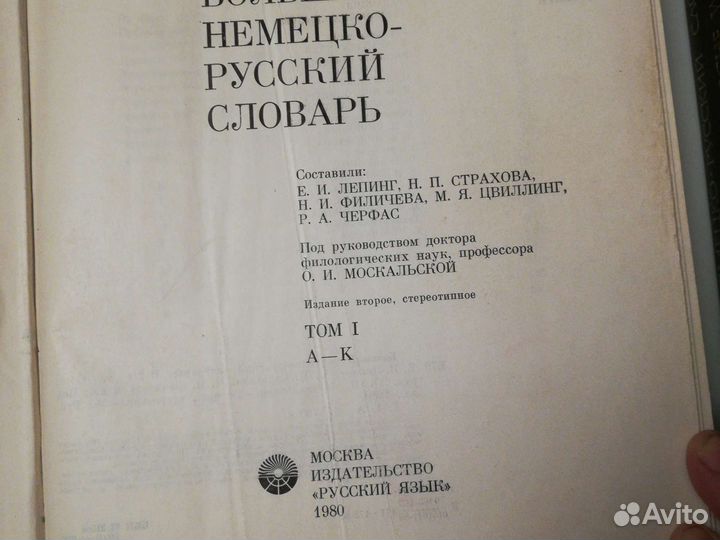 НЕМЕЦКО-
РУССКИЙ
СЛОВАРЬ
Составили:
Е. И. ЛЕПИНГ, Н. П. СТРАХОВА,
Н. И. ФИЛИЧЕВА, М. Я. ЦВИЛЛИНГ,
Р. А. ЧЕРФАС
Под руководством доктора
филологических наук, профессора
О. И. МОСКАЛЬСКОЙ
Издание второе, стереотипное
ТОМ I
A—K
МОСКВА
ИЗДАТЕЛЬСТВО
«РУССКИЙ ЯЗЫК»
1980
Avito